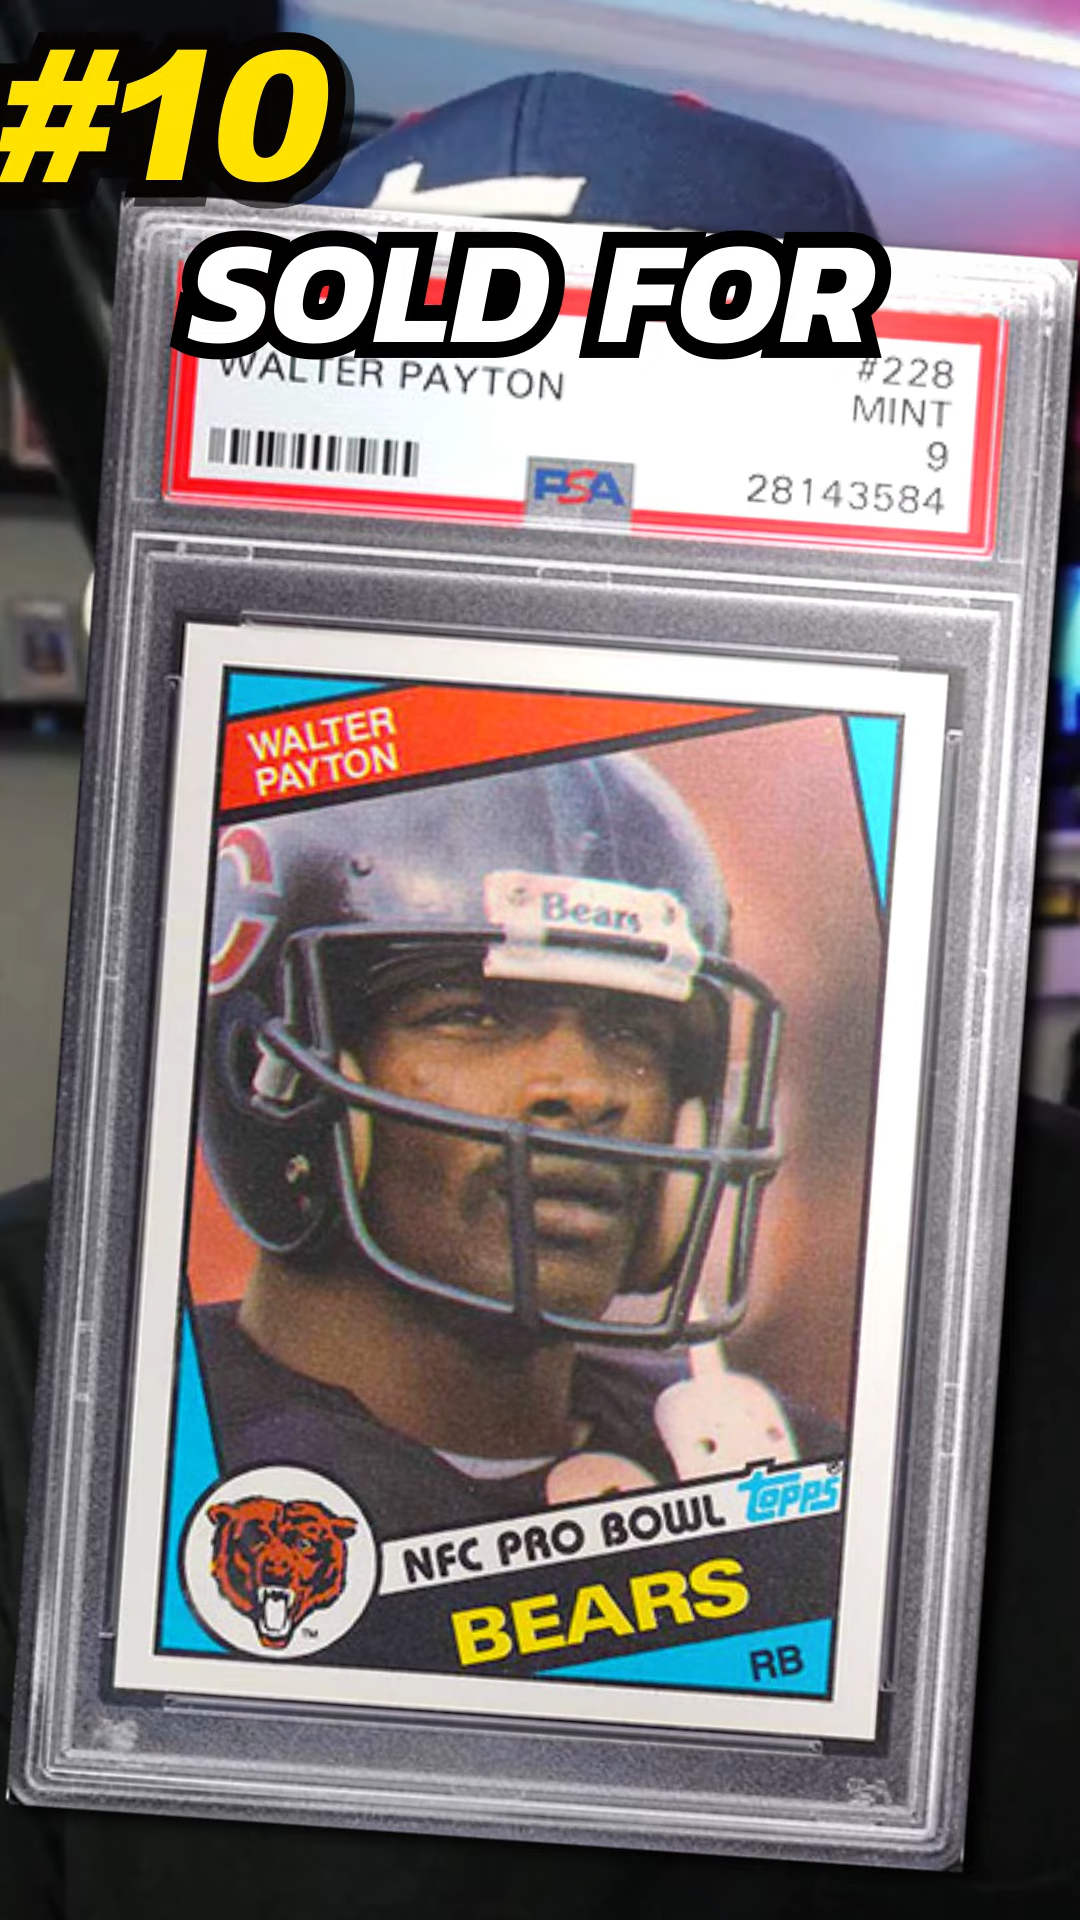 #10
SOLD FOR
WALTER PAYTON
#228
MINT
9
28143584
PSA
WALTER
PAYTON
C
Bears
NFC PRO BOWL
topps®
BEARS
RB
TM